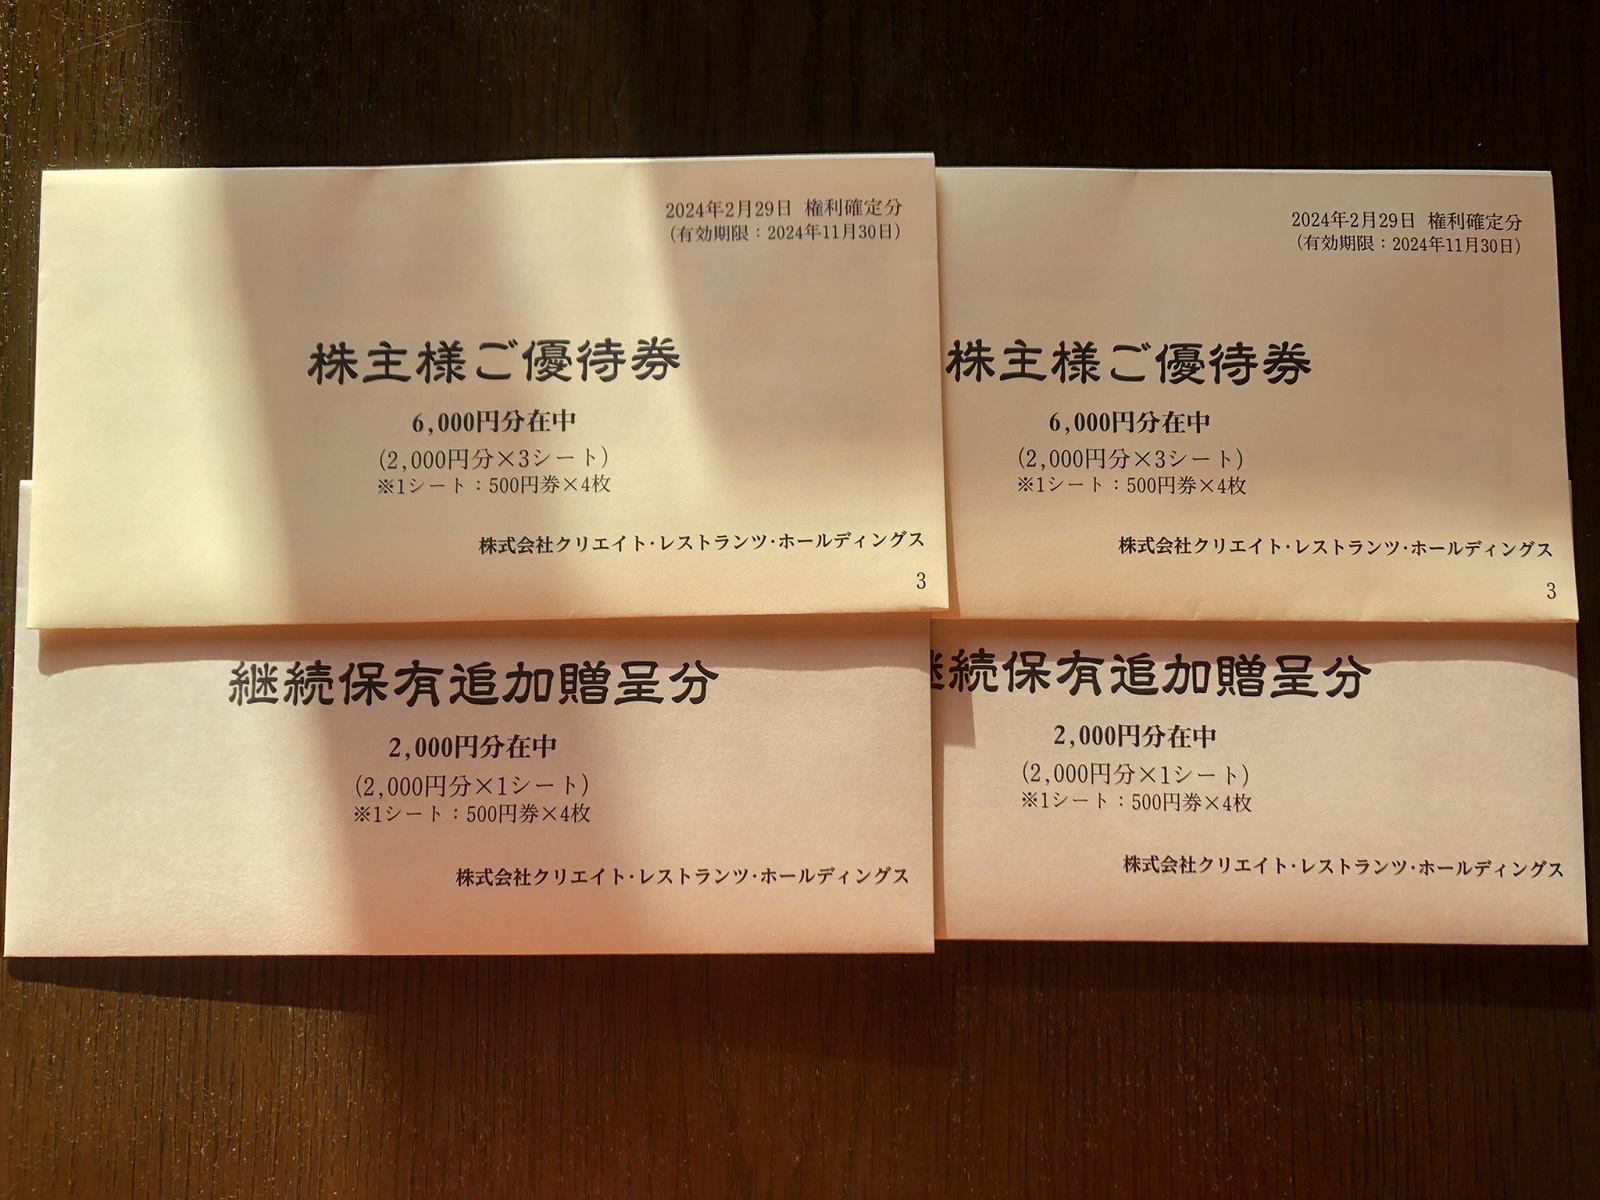 2024年2月29日 権利確定分
(有効期限：2024年11月30日)
株主様ご優待券
6,000円分在中
(2,000円分×3シート)
※1シート：500円券×4枚
株式会社クリエイト・レストランツ・ホールディングス
3
2024年2月29日 権利確定分
(有効期限：2024年11月30日)
株主様ご優待券
6,000円分在中
(2,000円分×3シート)
※1シート：500円券×4枚
株式会社クリエイト・レストランツ・ホールディングス
3
継続保有追加贈呈分
2,000円分在中
(2,000円分×1シート)
※1シート：500円券×4枚
株式会社クリエイト・レストランツ・ホールディングス
継続保有追加贈呈分
2,000円分在中
(2,000円分×1シート)
※1シート：500円券×4枚
株式会社クリエイト・レストランツ・ホールディングス